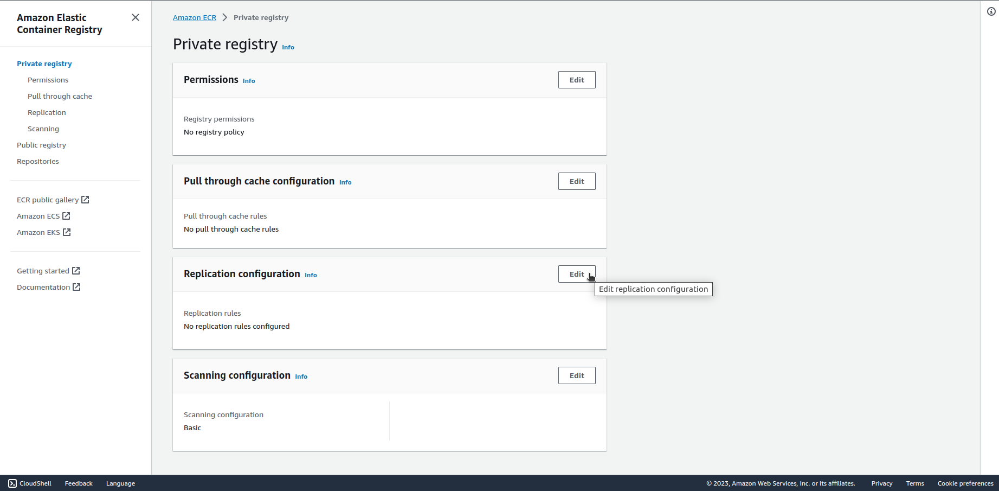 Amazon Elastic
Container Registry
Private registry
Permissions
Pull through cache
Replication
Scanning
Public registry
Repositories
ECR public gallery
Amazon ECS
Amazon EKS
Getting started
Documentation
Amazon ECR > Private registry
Private registry Info
Permissions Info
Edit
Registry permissions
No registry policy
Pull through cache configuration Info
Edit
Pull through cache rules
No pull through cache rules
Replication configuration Info
Edit
Edit replication configuration
Replication rules
No replication rules configured
Scanning configuration Info
Edit
Scanning configuration
Basic
CloudShell Feedback Language © 2023, Amazon Web Services, Inc. or its affiliates. Privacy Terms Cookie preferences